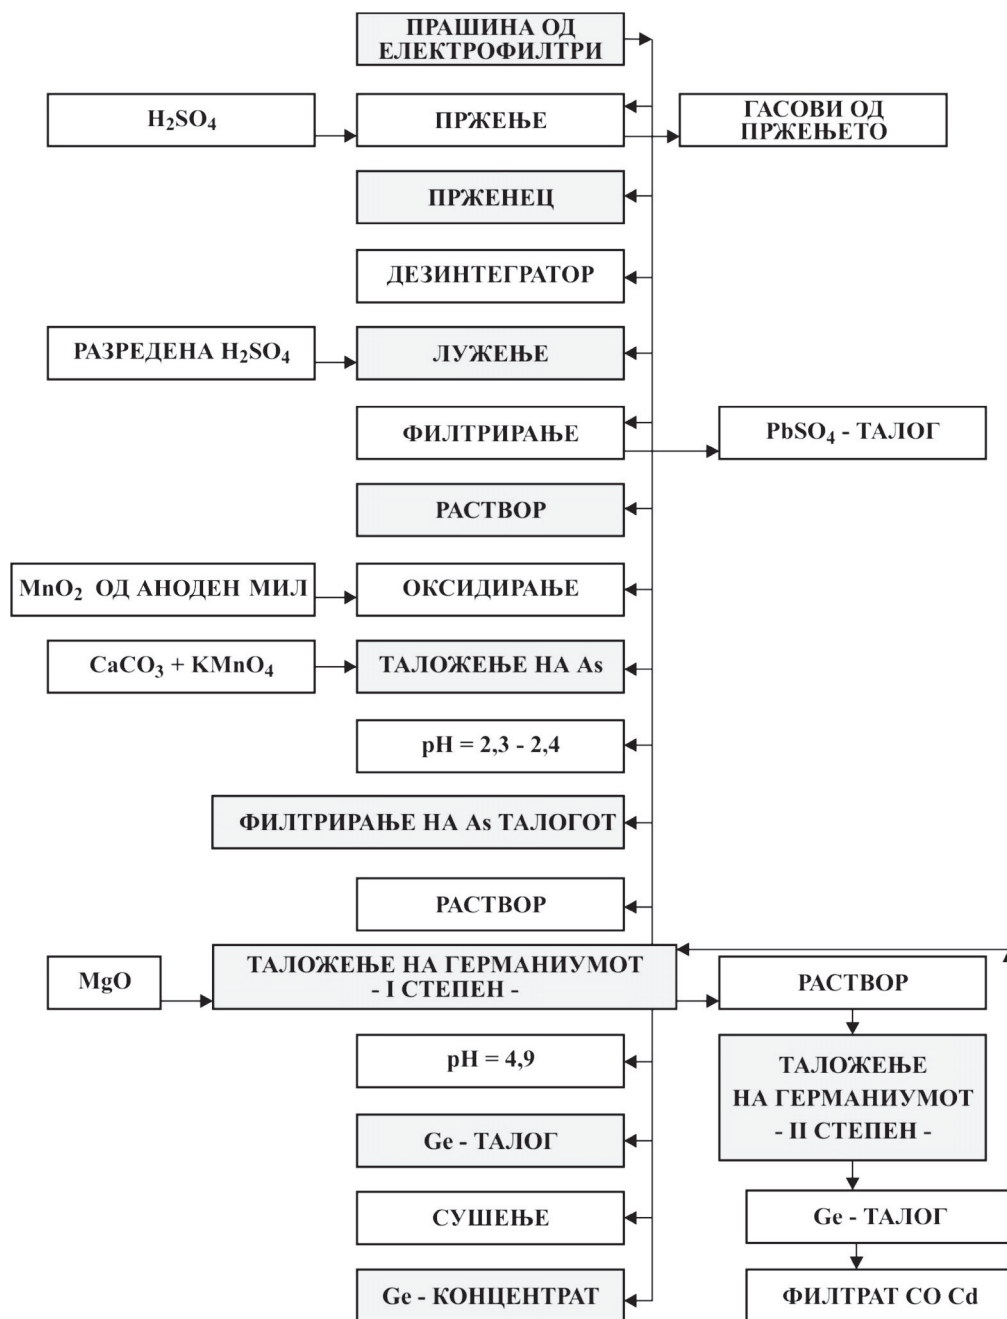 ПРАШИНА ОД
ЕЛЕКТРОФИЛТРИ
H₂SO₄
ПРЖЕЊЕ
ГАСОВИ ОД
ПРЖЕЊЕТО
ПРЖЕНЕЦ
ДЕЗИНТЕГРАТОР
РАЗРЕДЕНА H₂SO₄
ЛУЖЕЊЕ
ФИЛТРИРАЊЕ
PbSO₄ - ТАЛОГ
РАСТВОР
MnO₂ ОД АНОДЕН МИЛ
ОКСИДИРАЊЕ
CaCO₃ + KMnO₄
ТАЛОЖЕЊЕ НА As
pH = 2,3 - 2,4
ФИЛТРИРАЊЕ НА As ТАЛОГОТ
РАСТВОР
MgO
ТАЛОЖЕЊЕ НА ГЕРМАНИУМОТ
- I СТЕПЕН -
РАСТВОР
pH = 4,9
ТАЛОЖЕЊЕ
НА ГЕРМАНИУМОТ
- II СТЕПЕН -
Ge - ТАЛОГ
СУШЕЊЕ
Ge - ТАЛОГ
Ge - КОНЦЕНТРАТ
ФИЛТРАТ СО Cd